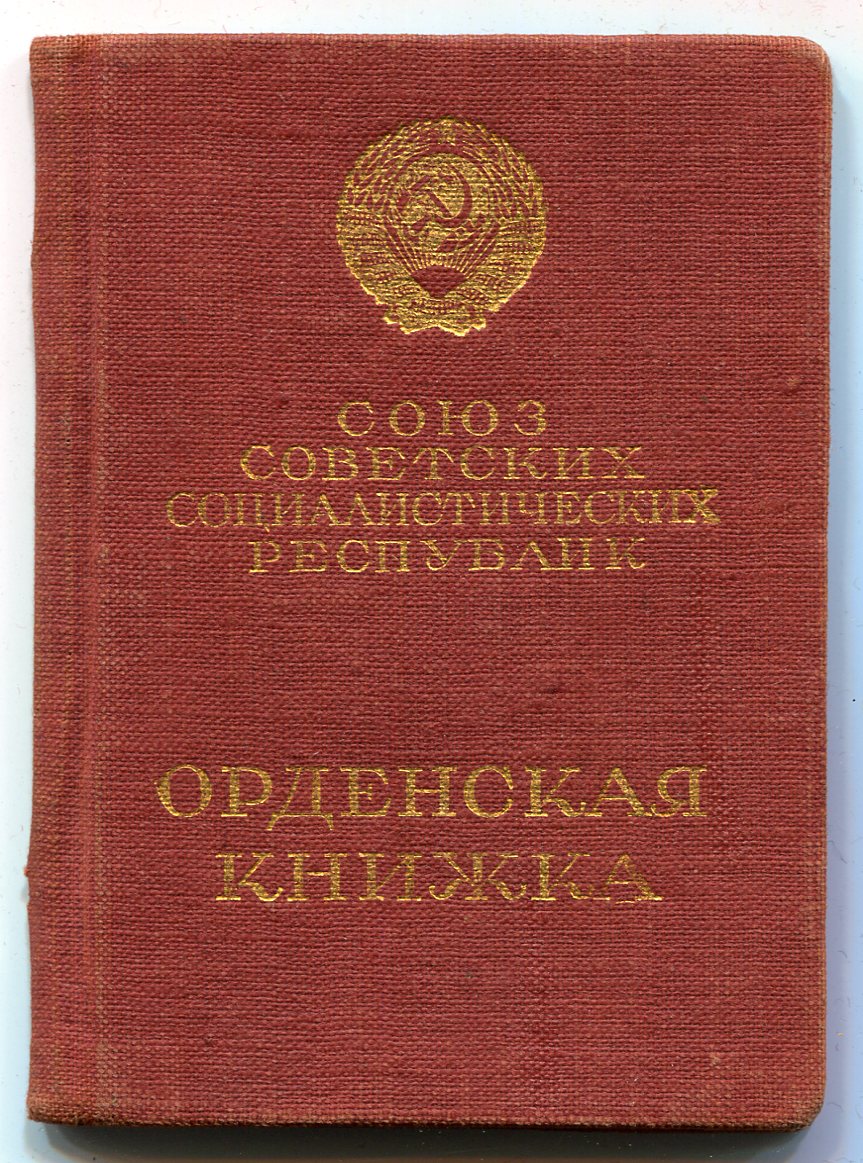 СОЮЗ
СОВЕТСКИХ
СОЦИАЛИСТИЧЕСКИХ
РЕСПУБЛИК
ОРДЕНСКАЯ
КНИЖКА